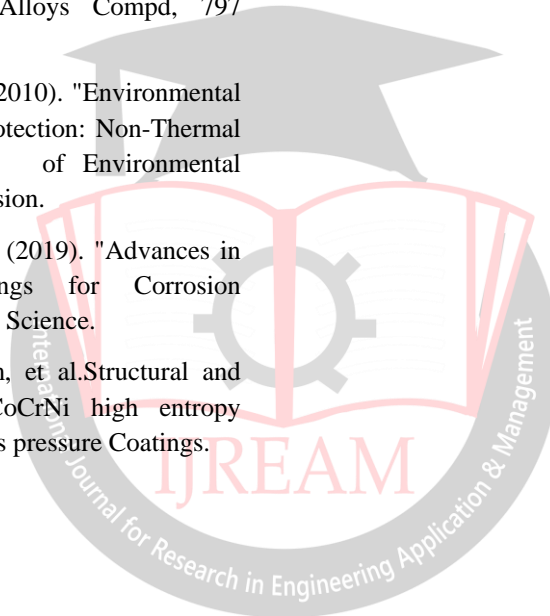 Alloys Compd, 797
2010). "Environmental
otection: Non-Thermal
of Environmental
sion.
(2019). "Advances in
ngs for Corrosion
Science.
n, et al.Structural and
CoCrNi high entropy
s pressure Coatings.
IJREAM
International Journal for Research in Engineering Application & Management